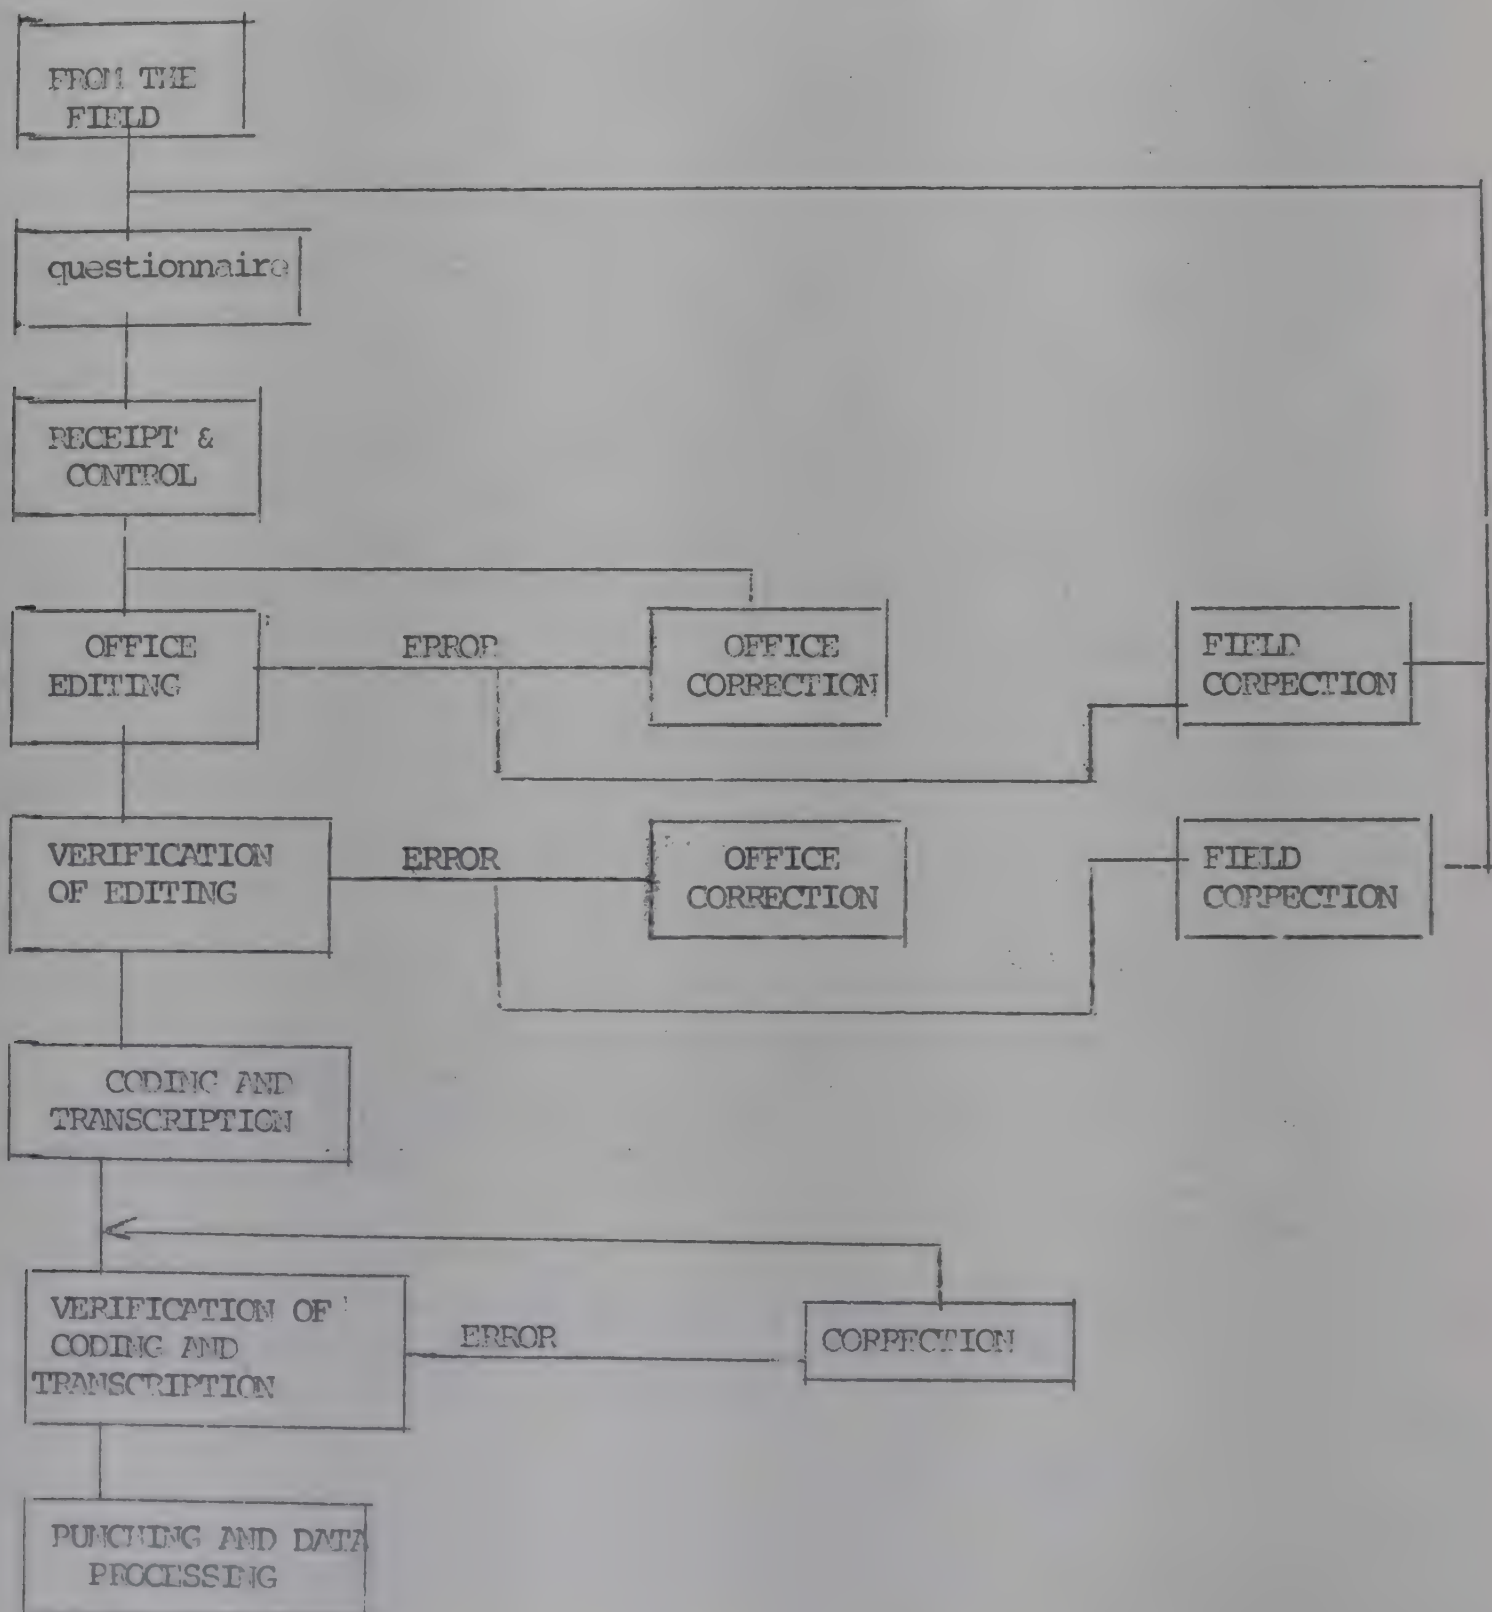 FROM THE
FIELD
questionnaire
RECEIPT &
CONTROL
OFFICE
EDITING
ERROR
OFFICE
CORRECTION
FIELD
CORRECTION
VERIFICATION
OF EDITING
ERROR
OFFICE
CORRECTION
FIELD
CORRECTION
CODING AND
TRANSCRIPTION
VERIFICATION OF
CODING AND
TRANSCRIPTION
ERROR
CORRECTION
PUNCHING AND DATA
PROCESSING